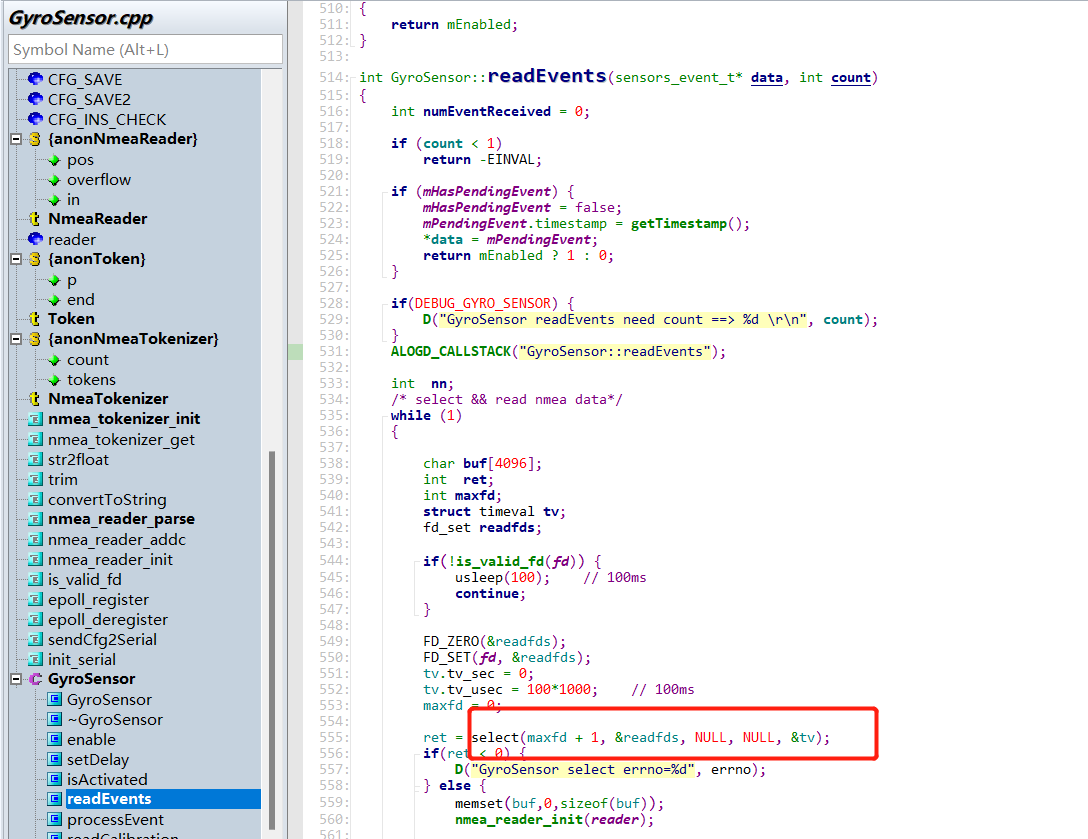 GyroSensor.cpp
Symbol Name (Alt+L)
CFG_SAVE
CFG_SAVE2
CFG_INS_CHECK
{anonNmeaReader}
pos
overflow
in
NmeaReader
reader
{anonToken}
p
end
Token
{anonNmeaTokenizer}
count
tokens
NmeaTokenizer
nmea_tokenizer_init
nmea_tokenizer_get
str2float
trim
convertToString
nmea_reader_parse
nmea_reader_addc
nmea_reader_init
is_valid_fd
epoll_register
epoll_deregister
sendCfg2Serial
init_serial
GyroSensor
GyroSensor
~GyroSensor
enable
setDelay
isActivated
readEvents
processEvent
readCalibration
510: {
511:     return mEnabled;
512: }
513:
514: int GyroSensor::readEvents(sensors_event_t* data, int count)
515: {
516:     int numEventReceived = 0;
517:
518:     if (count < 1)
519:         return -EINVAL;
520:
521:     if (mHasPendingEvent) {
522:         mHasPendingEvent = false;
523:         mPendingEvent.timestamp = getTimestamp();
524:         *data = mPendingEvent;
525:         return mEnabled ? 1 : 0;
526:     }
527:
528:     if(DEBUG_GYRO_SENSOR) {
529:         D("GyroSensor readEvents need count ==> %d \r\n", count);
530:     }
531:     ALOGD_CALLSTACK("GyroSensor::readEvents");
532:
533:     int  nn;
534:     /* select && read nmea data*/
535:     while (1)
536:     {
537:
538:         char buf[4096];
539:         int  ret;
540:         int maxfd;
541:         struct timeval tv;
542:         fd_set readfds;
543:
544:         if(!is_valid_fd(fd)) {
545:             usleep(100);    // 100ms
546:             continue;
547:         }
548:
549:         FD_ZERO(&readfds);
550:         FD_SET(fd, &readfds);
551:         tv.tv_sec = 0;
552:         tv.tv_usec = 100*1000;    // 100ms
553:         maxfd = 0;
554:
555:         ret = select(maxfd + 1, &readfds, NULL, NULL, &tv);
556:         if(ret < 0) {
557:             D("GyroSensor select errno=%d", errno);
558:         } else {
559:             memset(buf,0,sizeof(buf));
560:             nmea_reader_init(reader);
561: